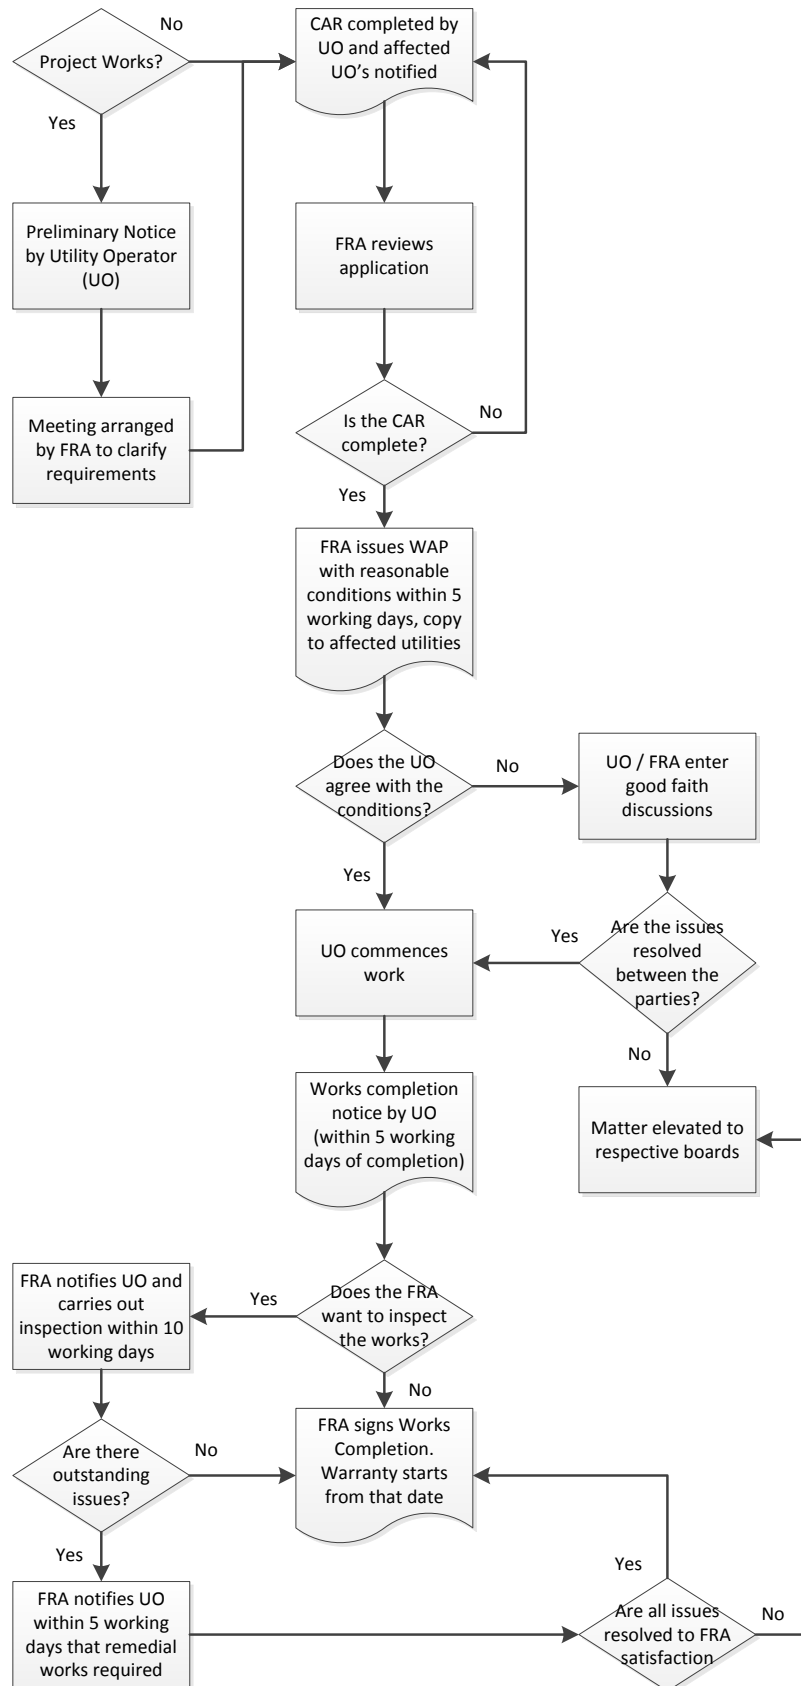 No
Project Works?
CAR completed by
UO and affected
UO’s notified
Yes
Preliminary Notice
by Utility Operator
(UO)
FRA reviews
application
Meeting arranged
by FRA to clarify
requirements
Is the CAR
complete?
No
Yes
FRA issues WAP
with reasonable
conditions within 5
working days, copy
to affected utilities
Does the UO
agree with the
conditions?
No
UO / FRA enter
good faith
discussions
Yes
UO commences
work
Yes
Are the issues
resolved
between the
parties?
No
Works completion
notice by UO
(within 5 working
days of completion)
Matter elevated to
respective boards
FRA notifies UO and
carries out
inspection within 10
working days
Yes
Does the FRA
want to inspect
the works?
No
Are there
outstanding
issues?
No
FRA signs Works
Completion.
Warranty starts
from that date
Yes
FRA notifies UO
within 5 working
days that remedial
works required
Yes
Are all issues
resolved to FRA
satisfaction
No